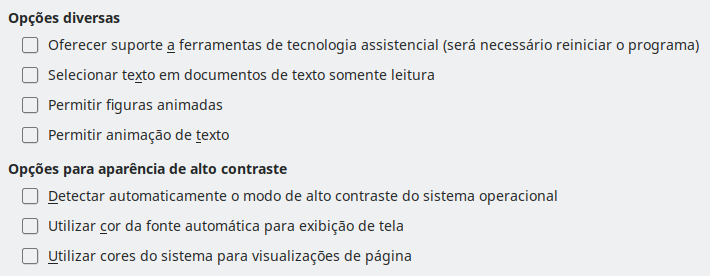 Opções diversas
Oferecer suporte a ferramentas de tecnologia assistencial (será necessário reiniciar o programa)
Selecionar texto em documentos de texto somente leitura
Permitir figuras animadas
Permitir animação de texto
Opções para aparência de alto contraste
Detectar automaticamente o modo de alto contraste do sistema operacional
Utilizar cor da fonte automática para exibição de tela
Utilizar cores do sistema para visualizações de página